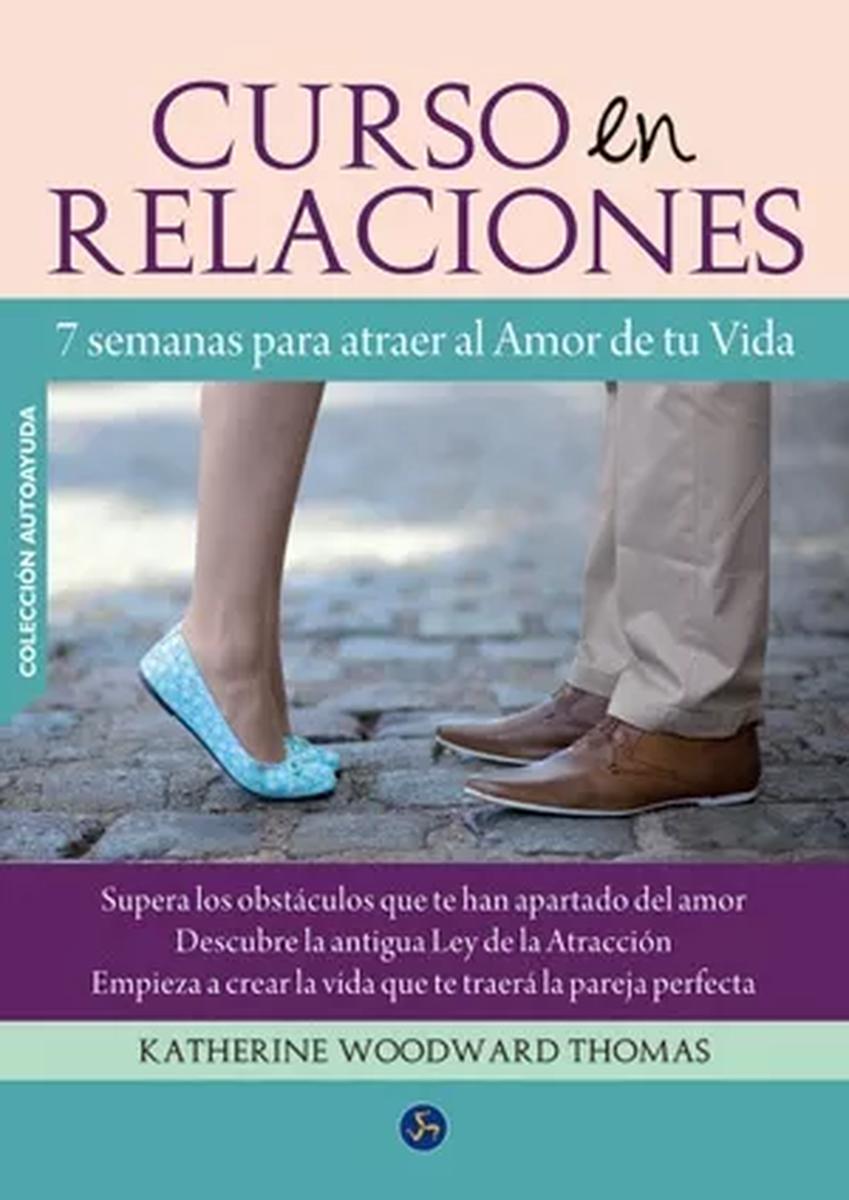 CURSO en
RELACIONES
7 semanas para atraer al Amor de tu Vida
COLECCIÓN AUTOAYUDA
Supera los obstáculos que te han apartado del amor
Descubre la antigua Ley de la Atracción
Empieza a crear la vida que te traerá la pareja perfecta
KATHERINE WOODWARD THOMAS